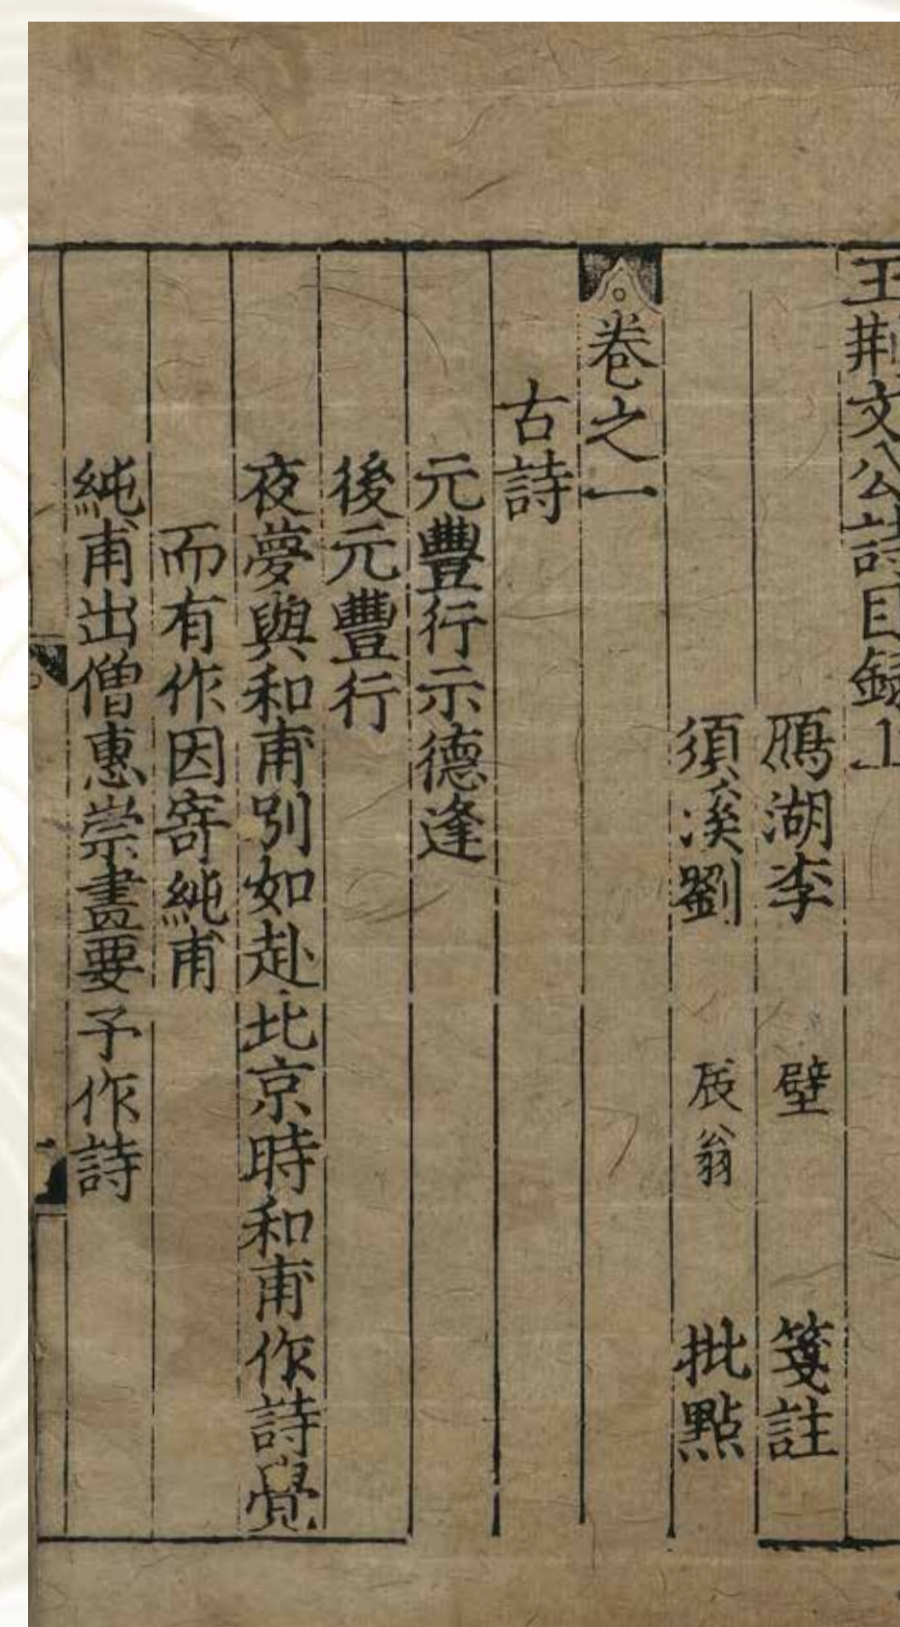 王荊文公詩目録上
鴈湖李 壁 箋註
須溪劉 辰翁 批點
卷之一
古詩
元豐行示德逢
後元豐行
夜夢與和甫別如赴北京時和甫作詩覺
而有作因寄純甫
純甫出僧惠崇畫要予作詩